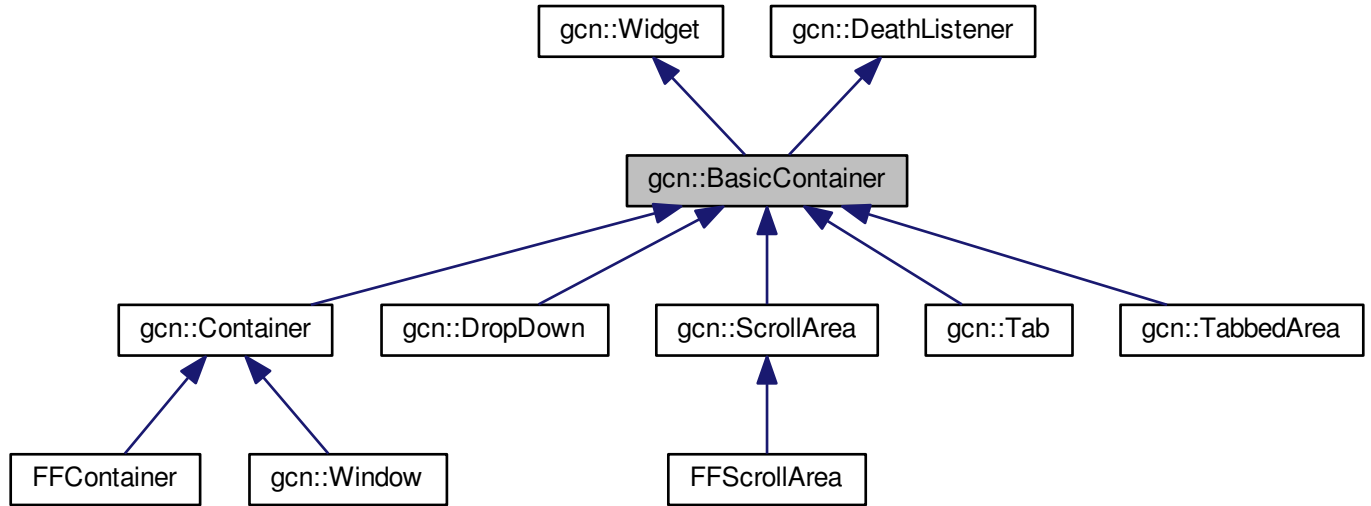 gcn::Widget
gcn::DeathListener
gcn::BasicContainer
gcn::Container
gcn::DropDown
gcn::ScrollArea
gcn::Tab
gcn::TabbedArea
FFContainer
gcn::Window
FFScrollArea